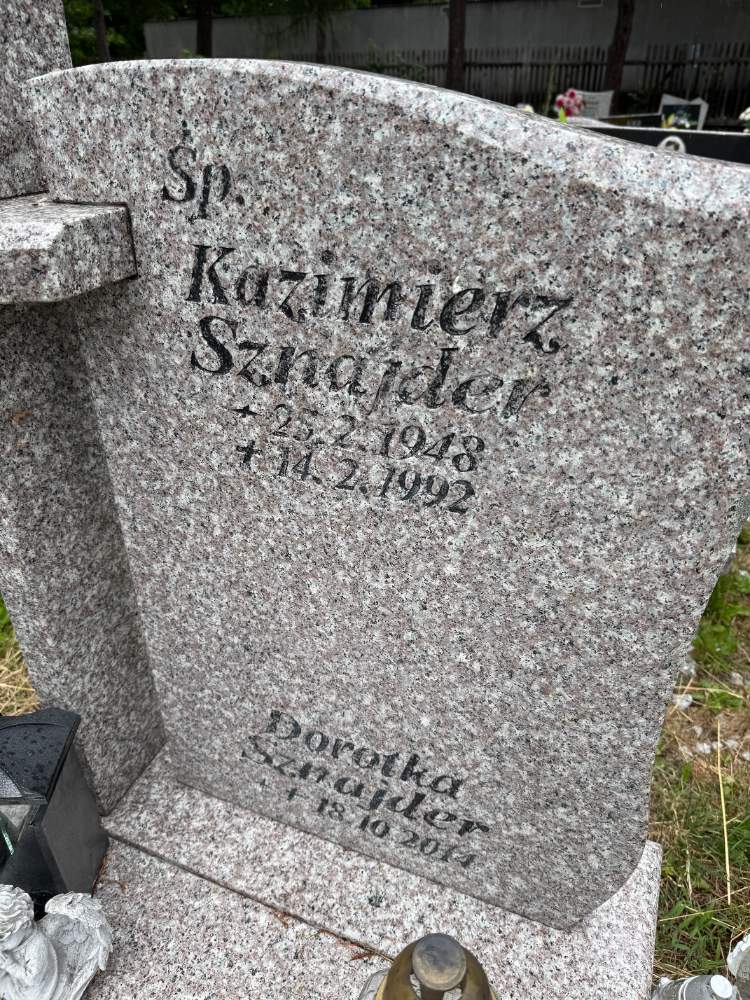 Śp.
Kazimierz
Sznajder
* 25.2.1948
+ 14.2.1992
Dorotka
Sznajder
* + 18.10.2014